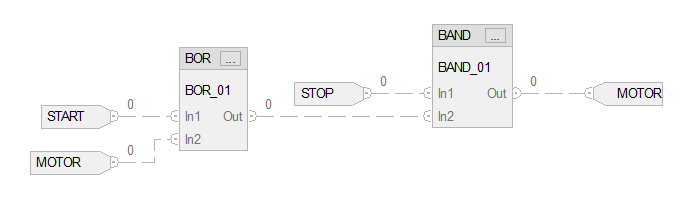 BAND ...
BOR ...
BAND_01
0
0
BOR_01
STOP
In1 Out
MOTOR
0
0
START
In1 Out
In2
In2
0
MOTOR